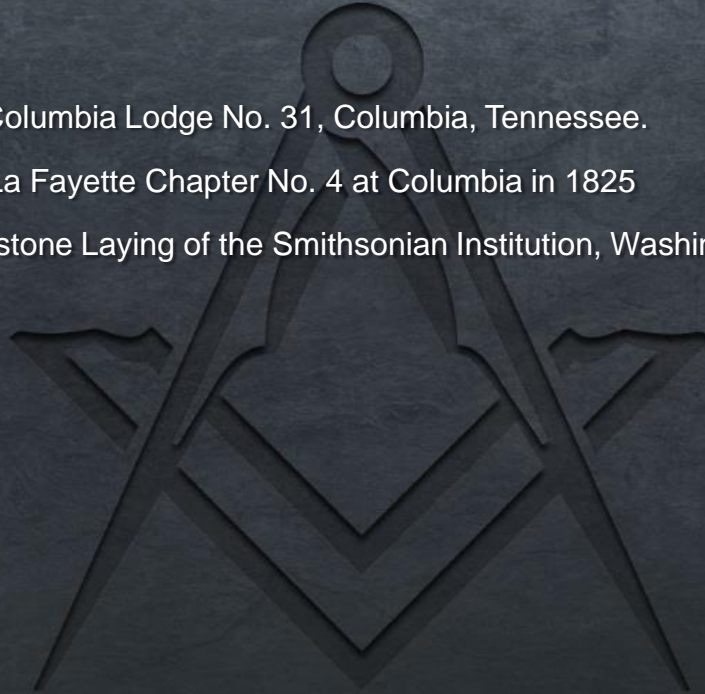 Columbia Lodge No. 31, Columbia, Tennessee.
La Fayette Chapter No. 4 at Columbia in 1825
stone Laying of the Smithsonian Institution,